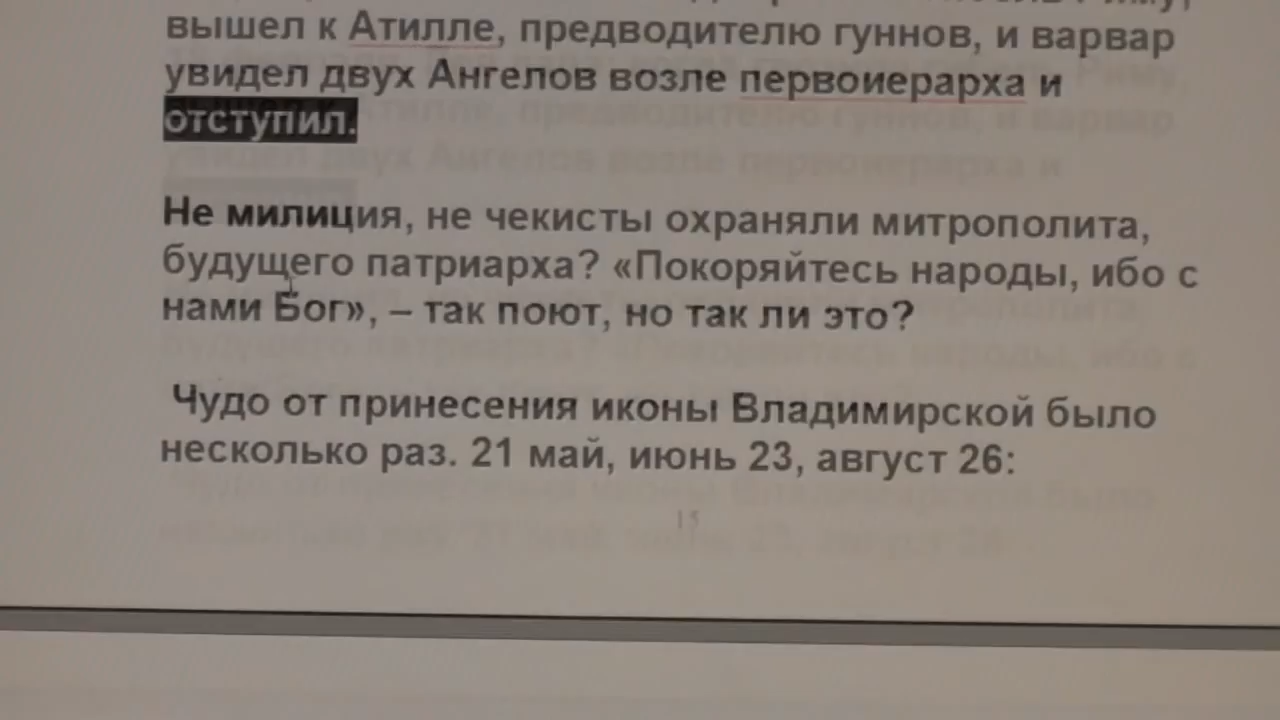 вышел к Атилле, предводителю гуннов, и варвар
увидел двух Ангелов возле первоиерарха и
отступил.
Не милиция, не чекисты охраняли митрополита,
будущего патриарха? «Покоряйтесь народы, ибо с
нами Бог», – так поют, но так ли это?
Чудо от принесения иконы Владимирской было
несколько раз. 21 май, июнь 23, август 26:
15